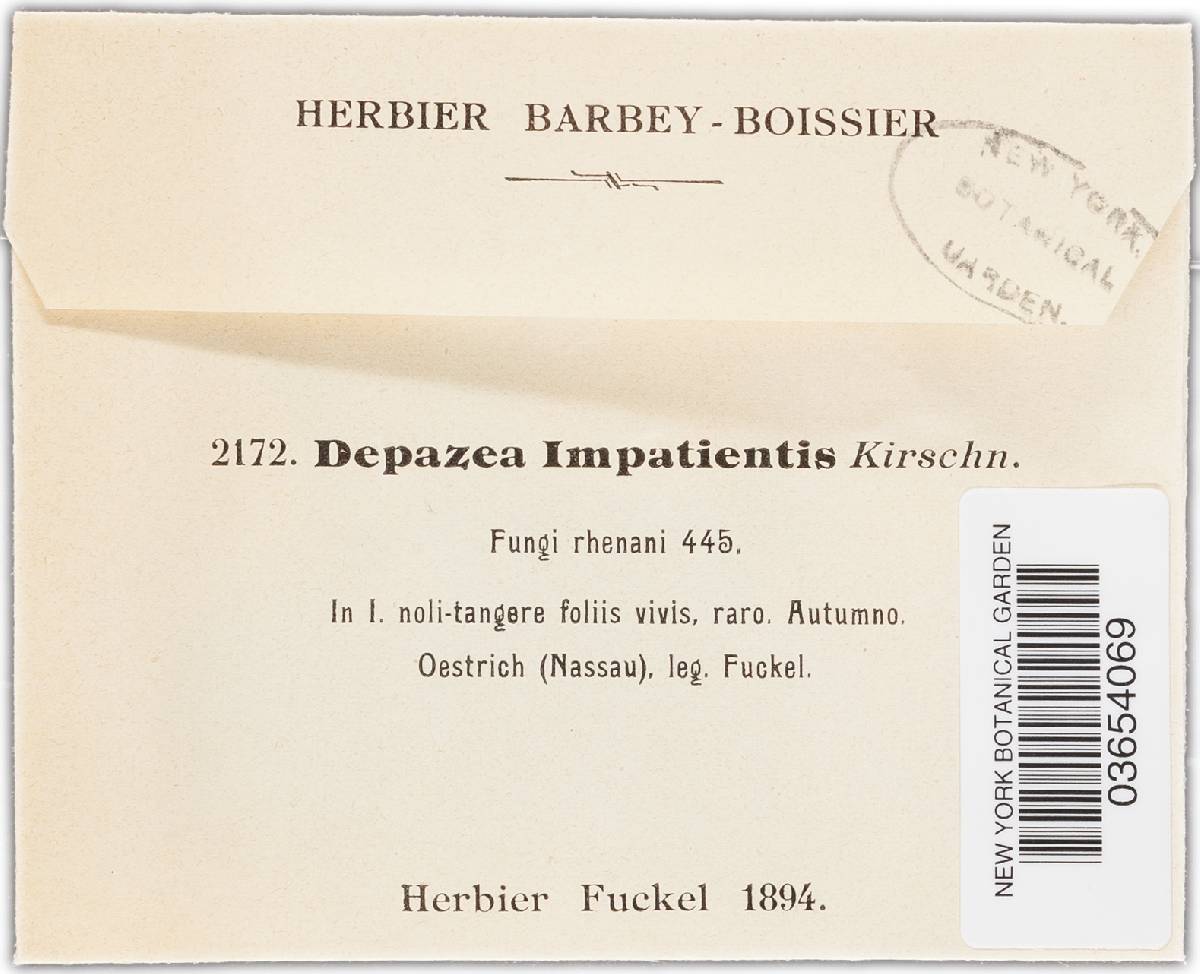 HERBIER BARBEY-BOISSIER
NEW YORK
BOTANICAL
GARDEN.
2172. Depazea Impatientis Kirschn.
Fungi rhenani 445.
In I. noli-tangere foliis vivis, raro. Autumno.
Oestrich (Nassau), leg. Fuckel.
Herbier Fuckel 1894.
NEW YORK BOTANICAL GARDEN
03654069